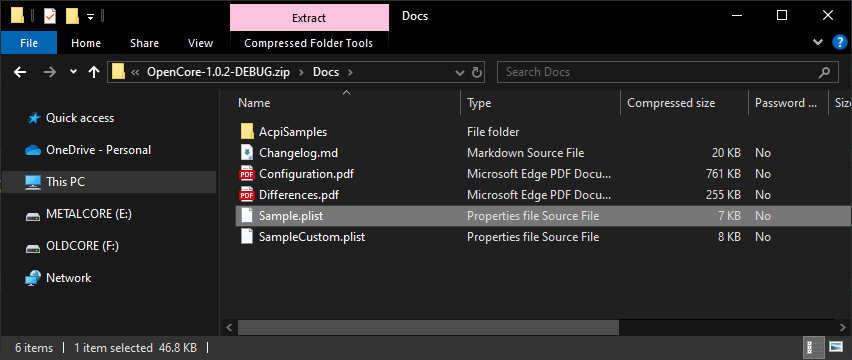 Extract Docs
File Home Share View Compressed Folder Tools
« OpenCore-1.0.2-DEBUG.zip > Docs > Search Docs
Name Type Compressed size Password ... Siz
Quick access
OneDrive - Personal
This PC
METALCORE (E:)
OLDCORE (F:)
Network
AcpiSamples File folder
Changelog.md Markdown Source File 20 KB No
PDF Configuration.pdf Microsoft Edge PDF Docu... 761 KB No
PDF Differences.pdf Microsoft Edge PDF Docu... 255 KB No
Sample.plist Properties file Source File 7 KB No
SampleCustom.plist Properties file Source File 8 KB No
6 items 1 item selected 46.8 KB